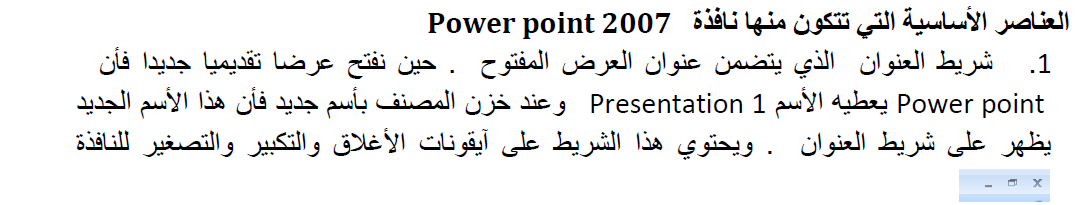 العناصر الأساسية التي تتكون منها نافذة Power point 2007
1. شريط العنوان الذي يتضمن عنوان العرض المفتوح . حين نفتح عرضا تقديميا جديدا فأن
Power point يعطيه الأسم Presentation 1 وعند خزن المصنف بأسم جديد فأن هذا الأسم الجديد
يظهر على شريط العنوان . ويحتوي هذا الشريط على آيقونات الأغلاق والتكبير والتصغير للنافذة